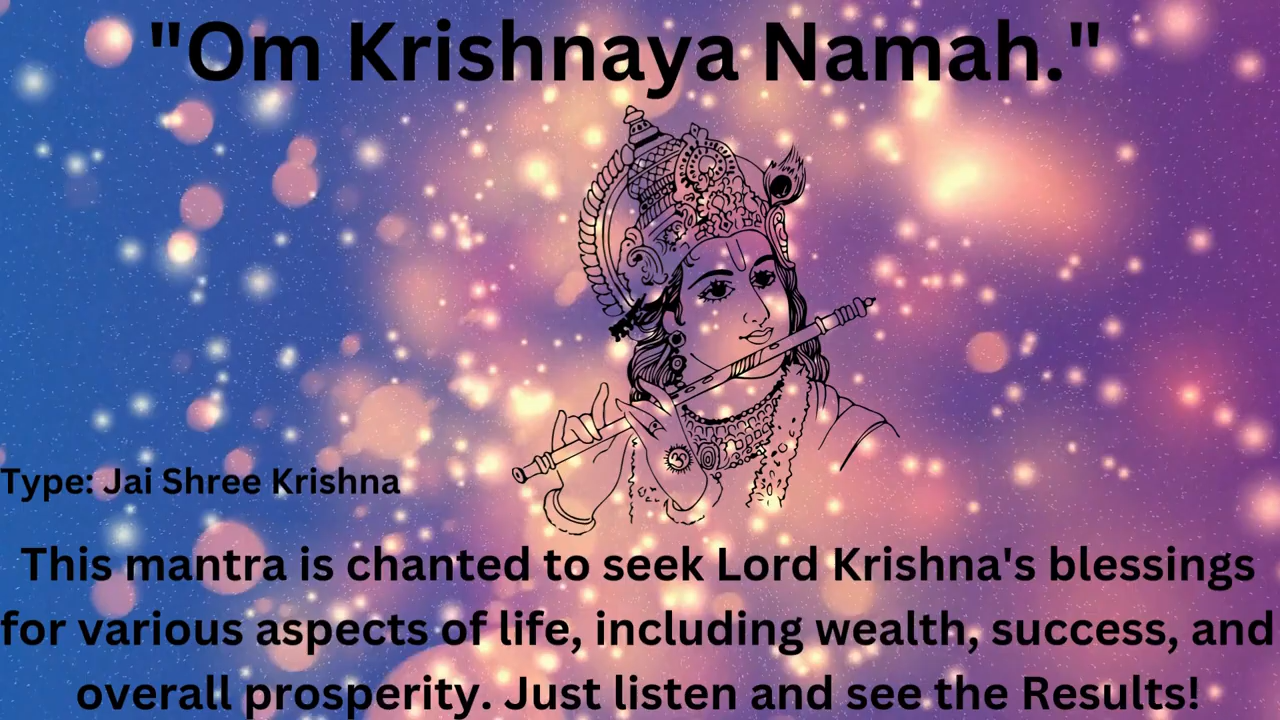 "Om Krishnaya Namah."
Type: Jai Shree Krishna
This mantra is chanted to seek Lord Krishna's blessings
for various aspects of life, including wealth, success, and
overall prosperity. Just listen and see the Results!